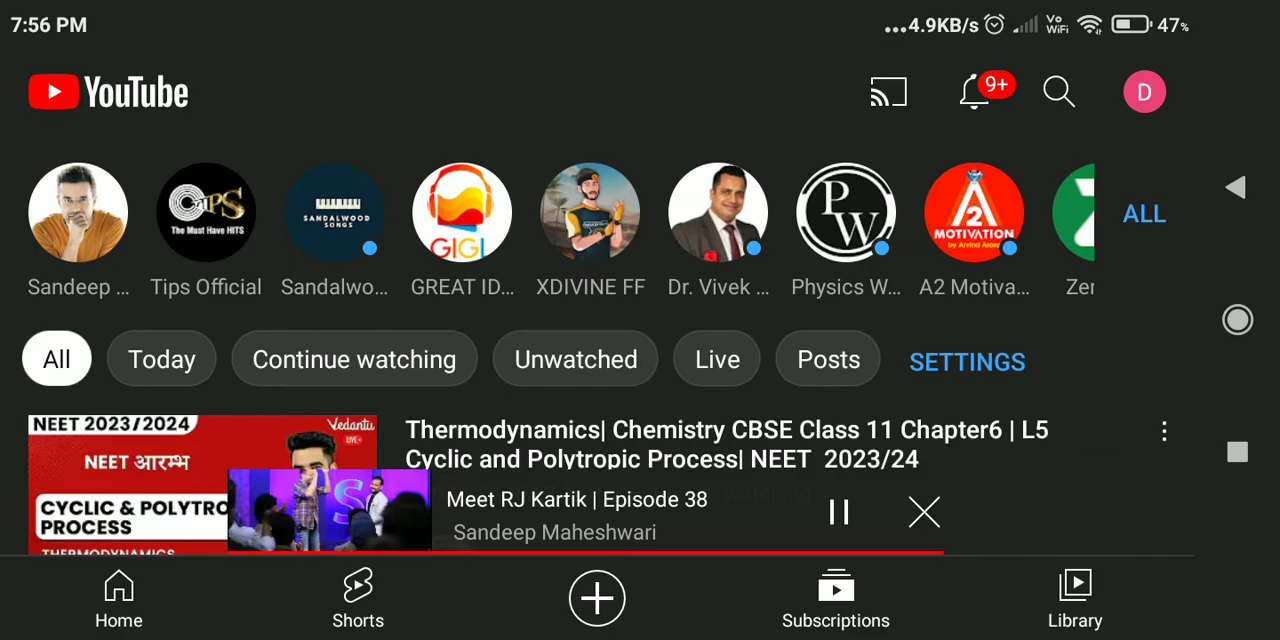 7:56 PM
...4.9KB/s Vo WiFi 47%
YouTube
9+
D
TIPS
The Must Have HITS
SANDALWOOD
SONGS
GIGI
PW
A2
MOTIVATION
by Arvind Arora
Sandeep ...
Tips Official
Sandalwo...
GREAT ID...
XDIVINE FF
Dr. Vivek ...
Physics W...
A2 Motiva...
Zer
ALL
All
Today
Continue watching
Unwatched
Live
Posts
SETTINGS
NEET 2023/2024
Vedantu
LIVE
NEET आरम्भ
CYCLIC & POLYTRO
PROCESS
THERMODYNAMICS
Thermodynamics| Chemistry CBSE Class 11 Chapter6 | L5
Cyclic and Polytropic Process| NEET 2023/24
Meet RJ Kartik | Episode 38
Sandeep Maheshwari
Home
Shorts
Subscriptions
Library